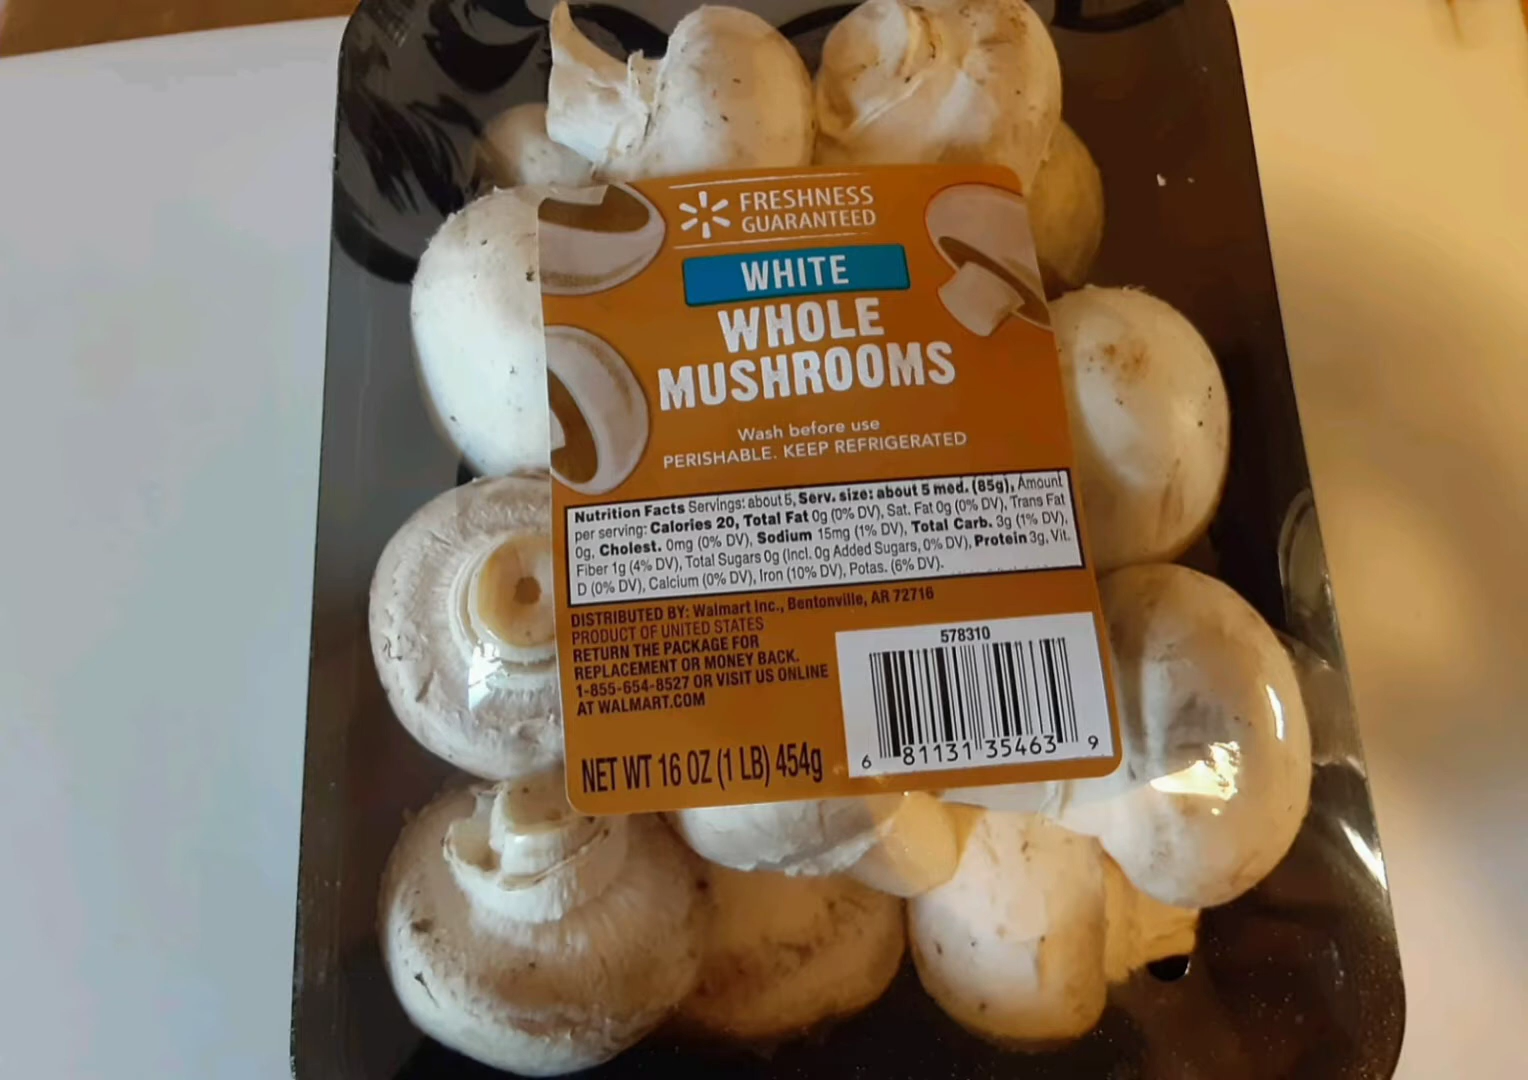 FRESHNESS
GUARANTEED
WHITE
WHOLE
MUSHROOMS
Wash before use
PERISHABLE. KEEP REFRIGERATED
Nutrition Facts Servings: about 5, Serv. size: about 5 med. (85g), Amount
per serving: Calories 20, Total Fat 0g (0% DV), Sat. Fat 0g (0% DV), Trans Fat
0g, Cholest. 0mg (0% DV), Sodium 15mg (1% DV), Total Carb. 3g (1% DV),
Fiber 1g (4% DV), Total Sugars 0g (Incl. 0g Added Sugars, 0% DV), Protein 3g, Vit.
D (0% DV), Calcium (0% DV), Iron (10% DV), Potas. (6% DV).
DISTRIBUTED BY: Walmart Inc., Bentonville, AR 72716
PRODUCT OF UNITED STATES
RETURN THE PACKAGE FOR
REPLACEMENT OR MONEY BACK.
1-855-654-8527 OR VISIT US ONLINE
AT WALMART.COM
NET WT 16 OZ (1 LB) 454g
578310
6 81131 35463 9